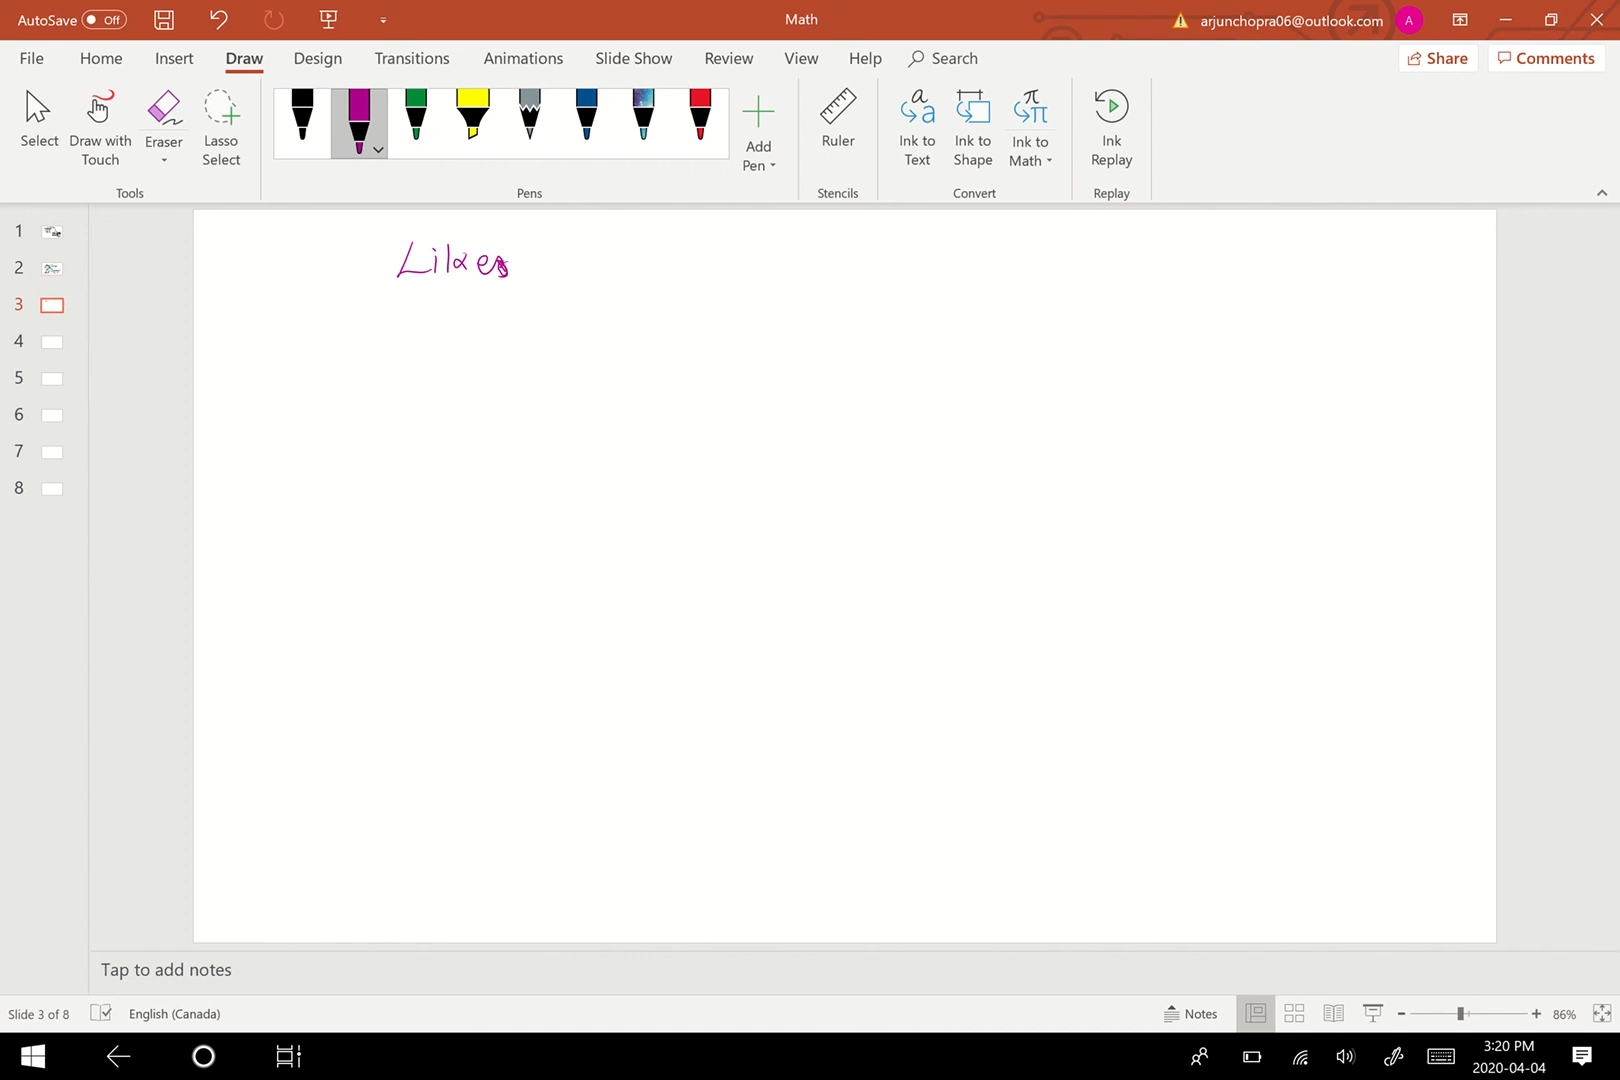 AutoSave Off Math arjunchopra06@outlook.com A
File Home Insert Draw Design Transitions Animations Slide Show Review View Help Search Share Comments
Select Draw with Touch Eraser Lasso Select Add Pen Ruler Ink to Text Ink to Shape Ink to Math Ink Replay
Tools Pens Stencils Convert Replay
1
2
3
4
5
6
7
8
Likes
Tap to add notes
Slide 3 of 8 English (Canada) Notes 86%
3:20 PM
2020-04-04